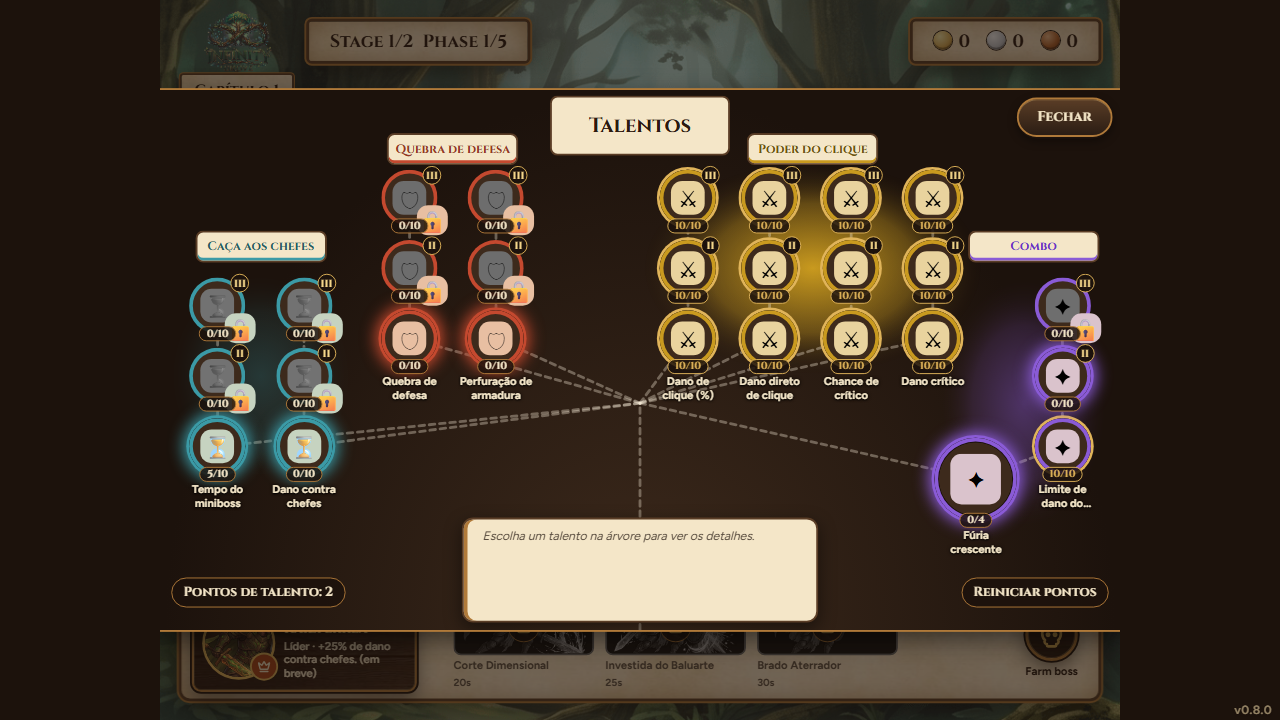 Stage 1/2 Phase 1/5
0
0
0
Capítulo 1
Talentos
Fechar
Quebra de defesa
Poder do clique
Caça aos chefes
Combo
III
III
III
III
III
III
0/10
0/10
10/10
10/10
10/10
10/10
II
II
II
II
II
II
0/10
0/10
10/10
10/10
10/10
10/10
III
III
III
0/10
0/10
0/10
II
II
II
0/10
0/10
0/10
0/10
0/10
10/10
10/10
10/10
10/10
Quebra de
defesa
Perfuração de
armadura
Dano de
clique (%)
Dano direto
de clique
Chance de
crítico
Dano crítico
5/10
0/10
10/10
Tempo do
miniboss
Dano contra
chefes
Limite de
dano do...
0/4
Fúria
crescente
Escolha um talento na árvore para ver os detalhes.
Pontos de talento: 2
Reiniciar pontos
Líder · +25% de dano
contra chefes. (em
breve)
Corte Dimensional
20s
Investida do Baluarte
25s
Brado Aterrador
30s
Farm boss
v0.8.0